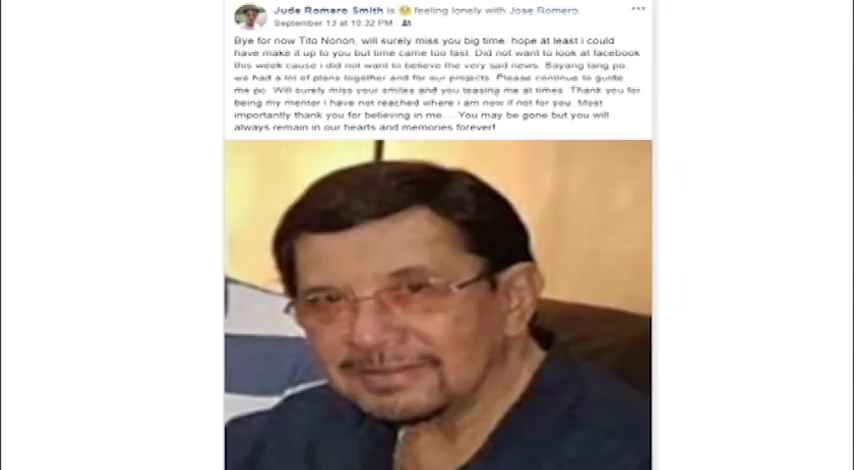 Jude Romero Smith is feeling lonely with Jose Romero
September 13 at 10:32 PM
Bye for now Tito Nonon, will surely miss you big time. hope at least i could
have make it up to you but time came too fast. Did not want to look at facebook
this week cause i did not want to believe the very sad news. Sayang lang po,
we had a lot of plans together and for our projects. Please continue to guide
me po. Will surely miss your smiles and you teasing me at times. Thank you for
being my mentor i have not reached where i am now if not for you. Most
importantly thank you for believing in me.... You may be gone but you will
always remain in our hearts and memories forever!